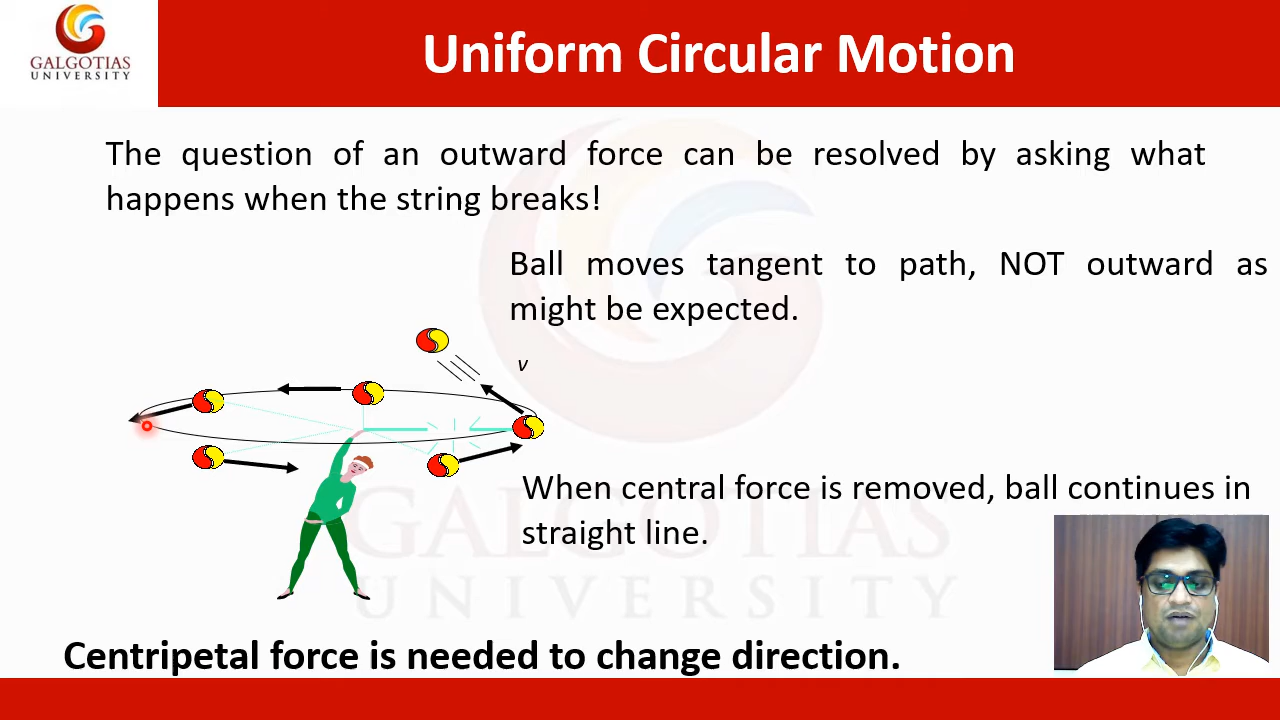 GALGOTIAS
UNIVERSITY
Uniform Circular Motion
The question of an outward force can be resolved by asking what
happens when the string breaks!
Ball moves tangent to path, NOT outward as
might be expected.
v
When central force is removed, ball continues in
straight line.
GALGOTIAS
UNIVERSITY
Centripetal force is needed to change direction.